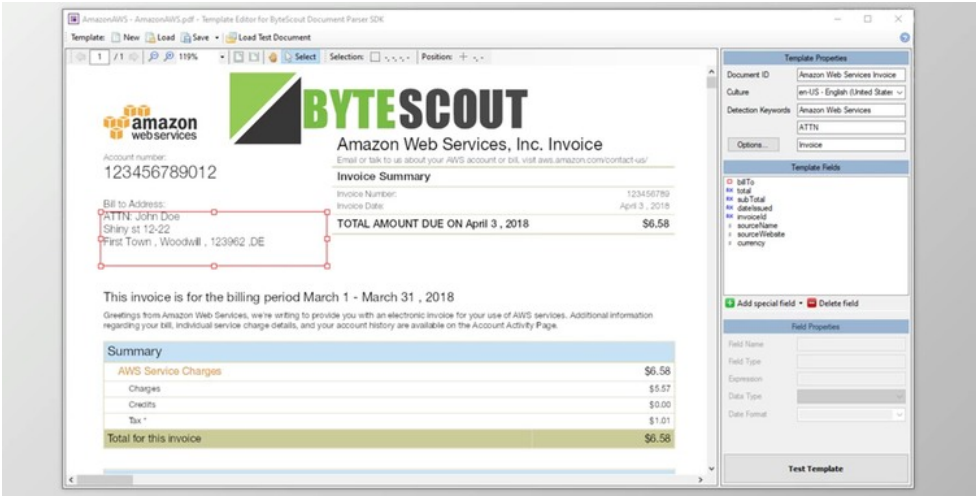 AmazonAWS - AmazonAWS.pdf - Template Editor for ByteScout Document Parser SDK
Template: New Load Save Load Test Document
1 / 1 119% Select Selection: Position:
BYTESCOUT
amazon
webservices
Amazon Web Services, Inc. Invoice
Email or talk to us about your AWS account or bill, visit aws.amazon.com/contact-us/
Account number:
123456789012
Invoice Summary
Invoice Number: 123456789
Invoice Date: April 3 , 2018
TOTAL AMOUNT DUE ON April 3 , 2018 $6.58
Bill to Address:
ATTN: John Doe
Shiny st 12-22
First Town , Woodwill , 123962 ,DE
This invoice is for the billing period March 1 - March 31 , 2018
Greetings from Amazon Web Services, we're writing to provide you with an electronic invoice for your use of AWS services. Additional information
regarding your bill, individual service charge details, and your account history are available on the Account Activity Page.
Summary
AWS Service Charges $6.58
Charges $5.57
Credits $0.00
Tax * $1.01
Total for this invoice $6.58
Template Properties
Document ID Amazon Web Services Invoice
Culture en-US - English (United States
Detection Keywords Amazon Web Services
ATTN
Options... Invoice
Template Fields
billTo
total
subTotal
dateIssued
invoiceId
sourceName
sourceWebsite
currency
Add special field Delete field
Field Properties
Field Name
Field Type
Expression
Data Type
Date Format
Test Template